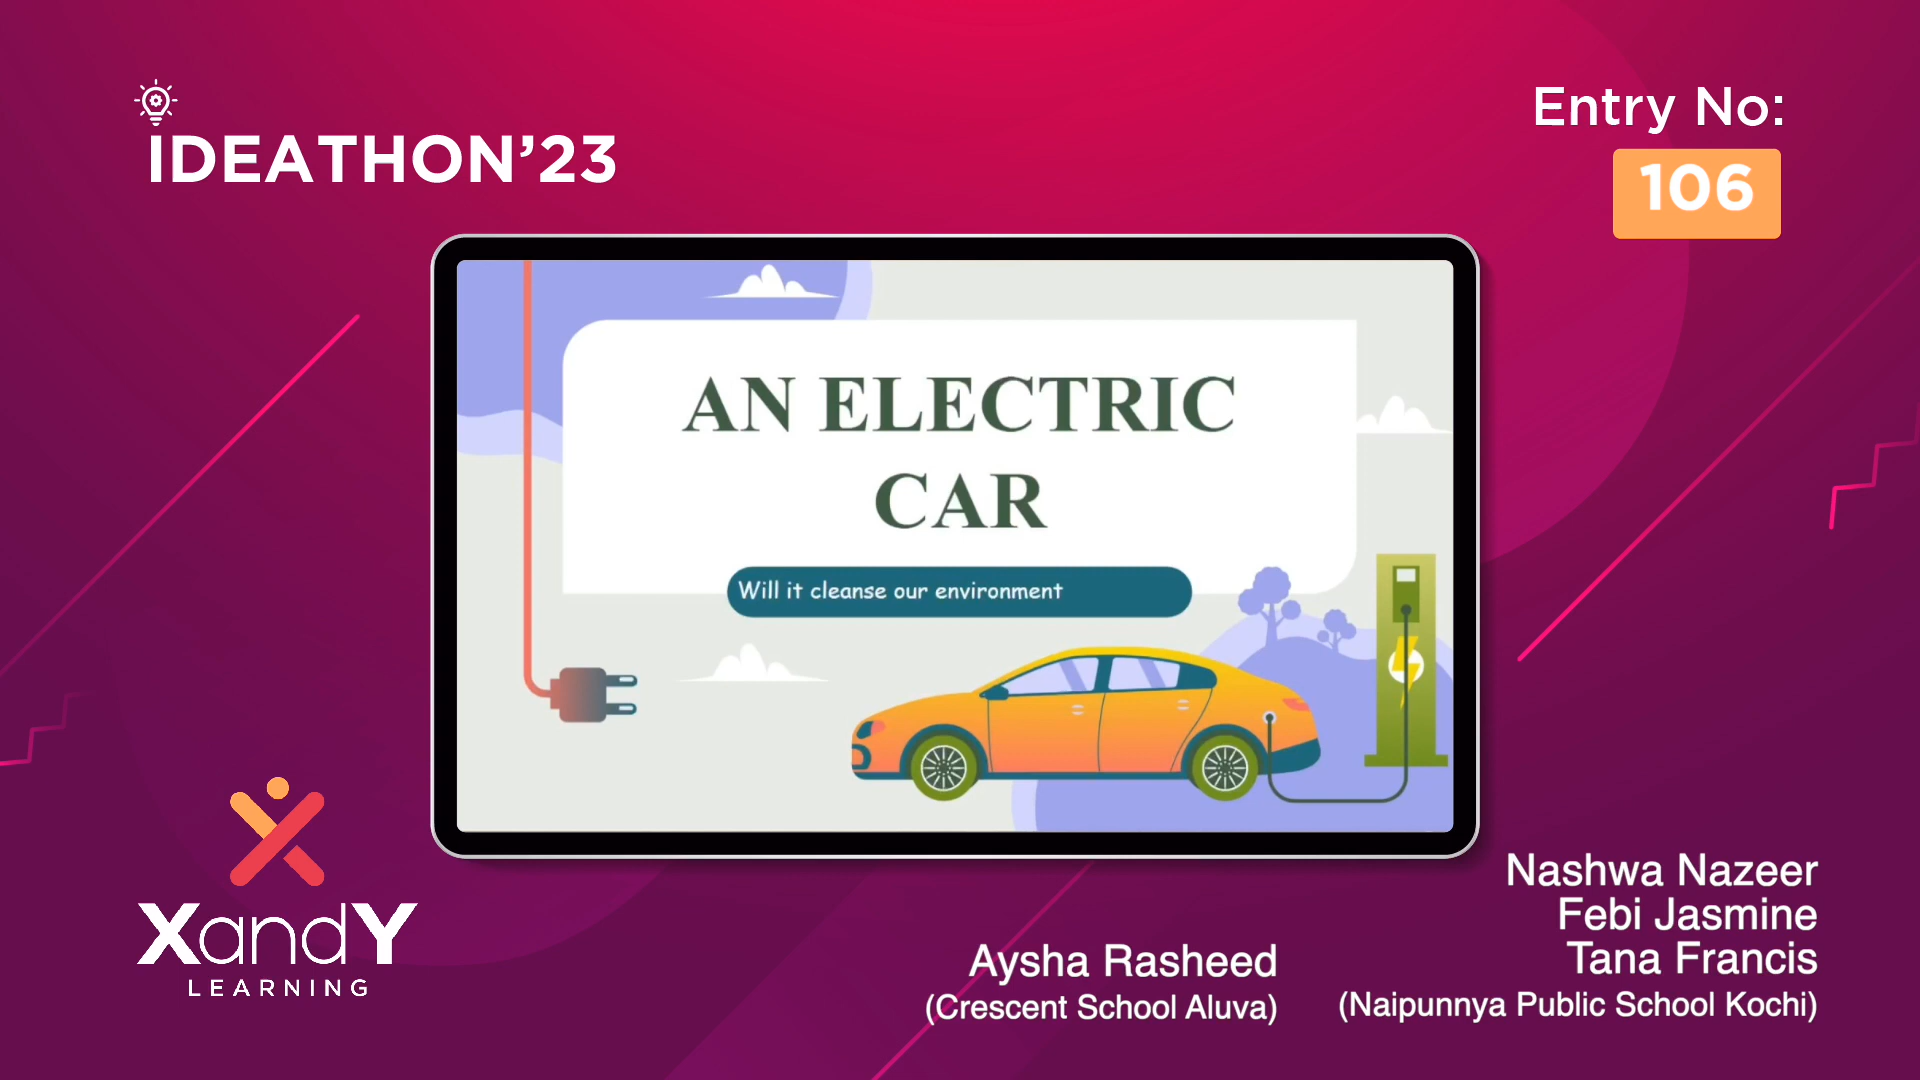 IDEATHON’23
Entry No:
106
AN ELECTRIC
CAR
Will it cleanse our environment
XandY
LEARNING
Aysha Rasheed
(Crescent School Aluva)
Nashwa Nazeer
Febi Jasmine
Tana Francis
(Naipunnya Public School Kochi)